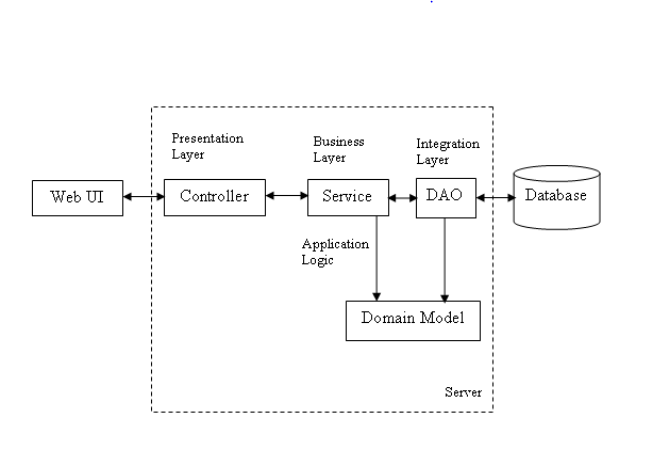 Presentation
Layer
Business
Layer
Integration
Layer
Web UI
Controller
Service
DAO
Database
Application
Logic
Domain Model
Server